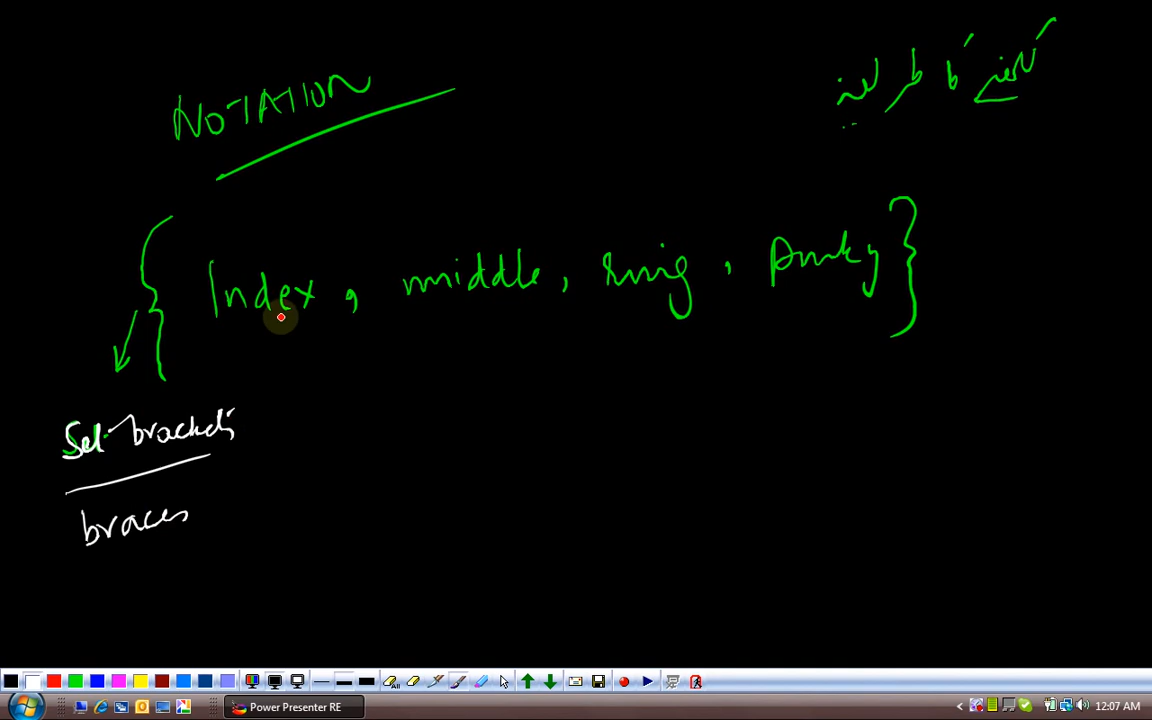 NOTATION
لکھنے کا طریقہ
{ Index, middle, ring, Pinky }
Set brackets
braces
Power Presenter RE
12:07 AM